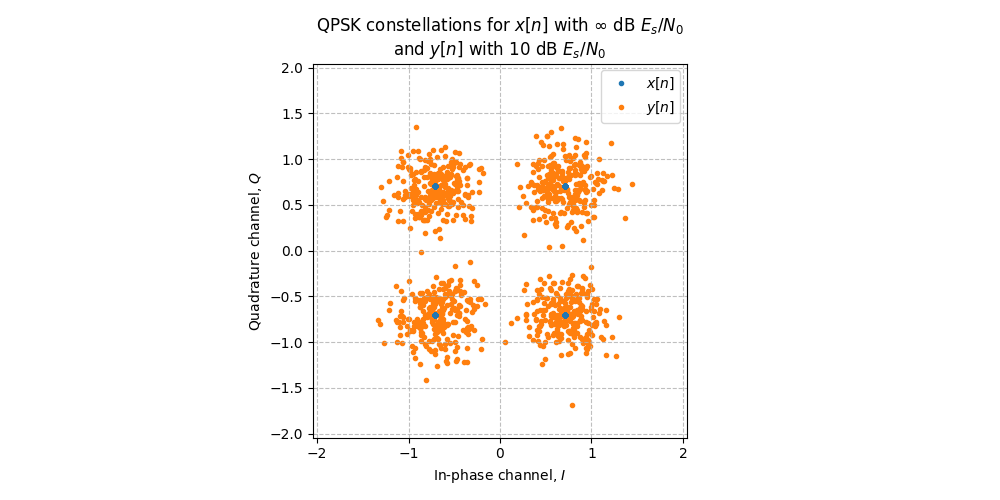 QPSK constellations for x[n] with ∞ dB E_s/N_0
and y[n] with 10 dB E_s/N_0
x[n]
y[n]
2.0
1.5
1.0
0.5
0.0
−0.5
−1.0
−1.5
−2.0
Quadrature channel, Q
−2
−1
0
1
2
In-phase channel, I